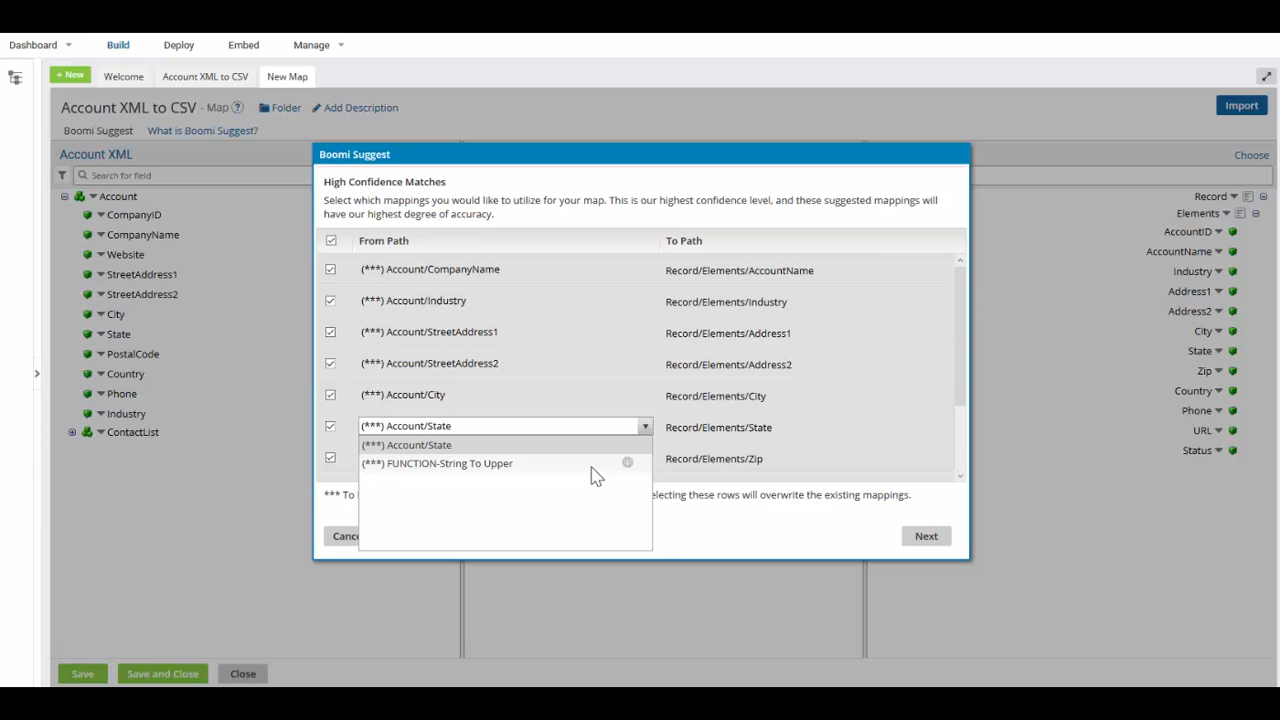 Dashboard Build Deploy Embed Manage
+ New Welcome Account XML to CSV New Map
Account XML to CSV - Map ? Folder Add Description Import
Boomi Suggest What is Boomi Suggest?
Account XML
Choose
Search for field
Account
CompanyID
CompanyName
Website
StreetAddress1
StreetAddress2
City
State
PostalCode
Country
Phone
Industry
ContactList
Boomi Suggest
High Confidence Matches
Select which mappings you would like to utilize for your map. This is our highest confidence level, and these suggested mappings will
have our highest degree of accuracy.
From Path To Path
(***) Account/CompanyName Record/Elements/AccountName
(***) Account/Industry Record/Elements/Industry
(***) Account/StreetAddress1 Record/Elements/Address1
(***) Account/StreetAddress2 Record/Elements/Address2
(***) Account/City Record/Elements/City
(***) Account/State Record/Elements/State
(***) Account/State
(***) FUNCTION-String To Upper
Record/Elements/Zip
*** To electing these rows will overwrite the existing mappings.
Cance Next
Record
Elements
AccountID
AccountName
Industry
Address1
Address2
City
State
Zip
Country
Phone
URL
Status
Save Save and Close Close